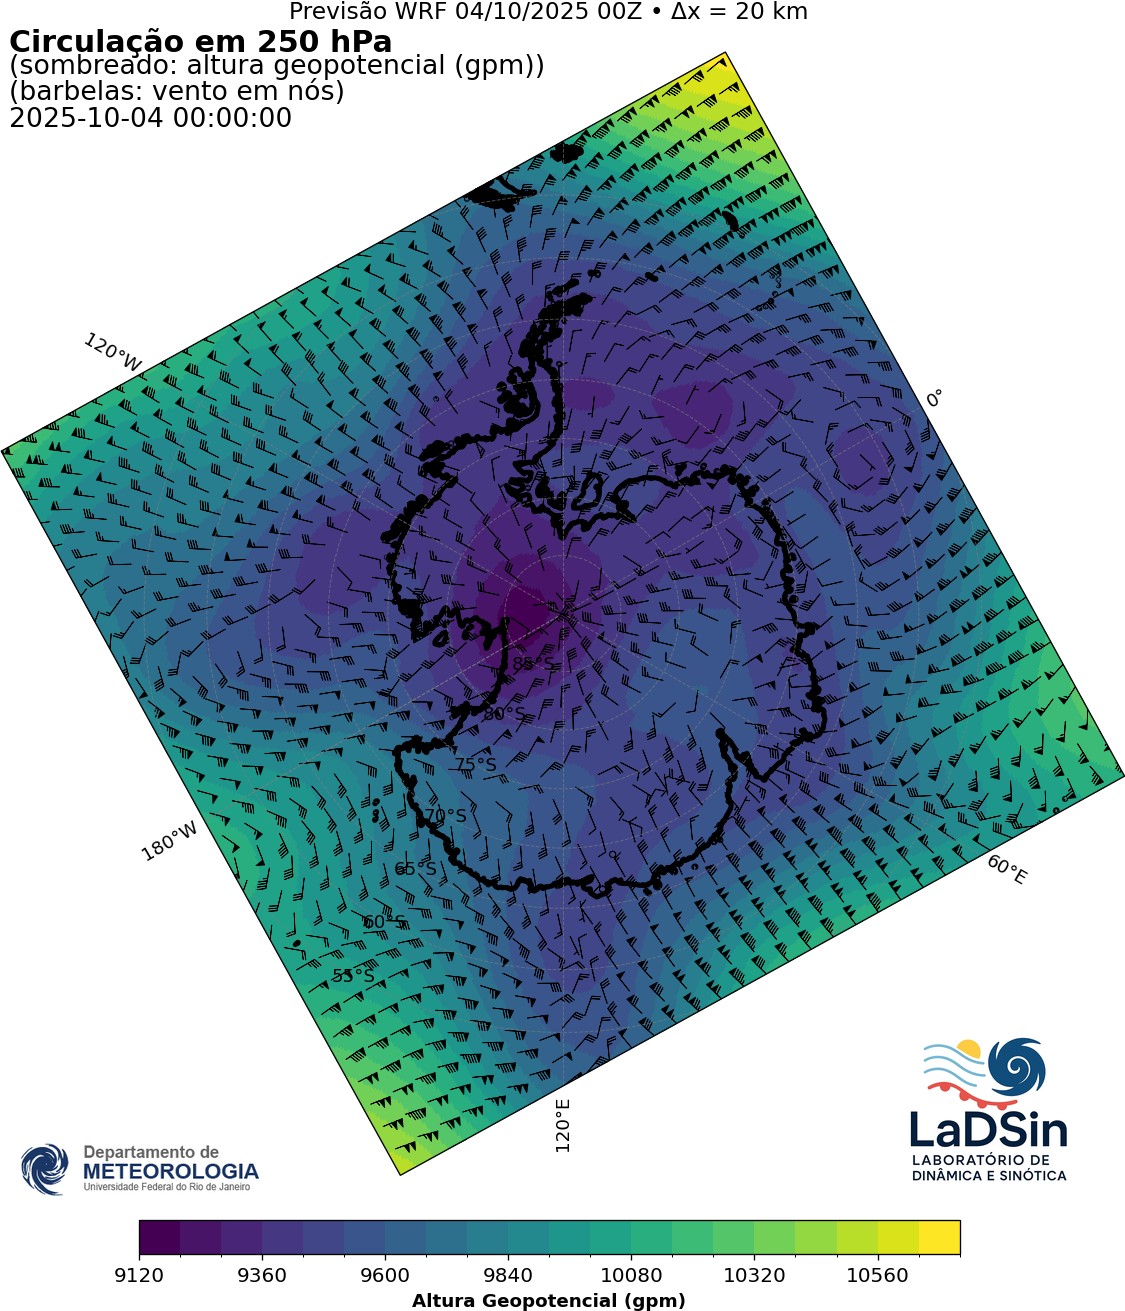 Previsão WRF 04/10/2025 00Z • Δx = 20 km
Circulação em 250 hPa
(sombreado: altura geopotencial (gpm))
(barbelas: vento em nós)
2025-10-04 00:00:00
120°W
0°
85°S
80°S
75°S
70°S
180°W
65°S
60°E
60°S
55°S
120°E
LaDSin
LABORATÓRIO DE
DINÂMICA E SINÓTICA
Departamento de
METEOROLOGIA
Universidade Federal do Rio de Janeiro
9120 9360 9600 9840 10080 10320 10560
Altura Geopotencial (gpm)